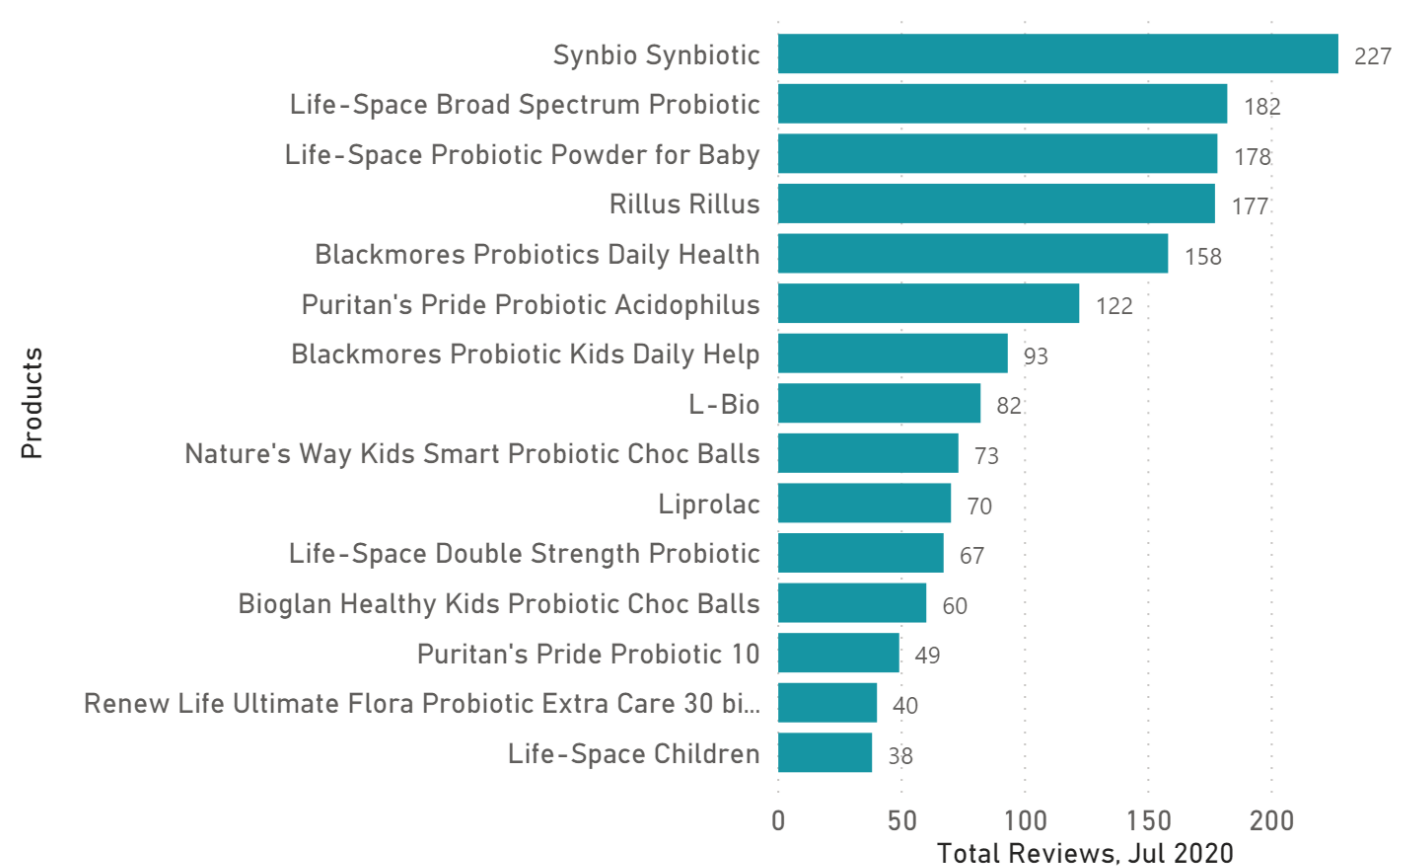 Products
Synbio Synbiotic 227
Life-Space Broad Spectrum Probiotic 182
Life-Space Probiotic Powder for Baby 178
Rillus Rillus 177
Blackmores Probiotics Daily Health 158
Puritan's Pride Probiotic Acidophilus 122
Blackmores Probiotic Kids Daily Help 93
L-Bio 82
Nature's Way Kids Smart Probiotic Choc Balls 73
Liprolac 70
Life-Space Double Strength Probiotic 67
Bioglan Healthy Kids Probiotic Choc Balls 60
Puritan's Pride Probiotic 10 49
Renew Life Ultimate Flora Probiotic Extra Care 30 bi... 40
Life-Space Children 38
0 50 100 150 200
Total Reviews, Jul 2020